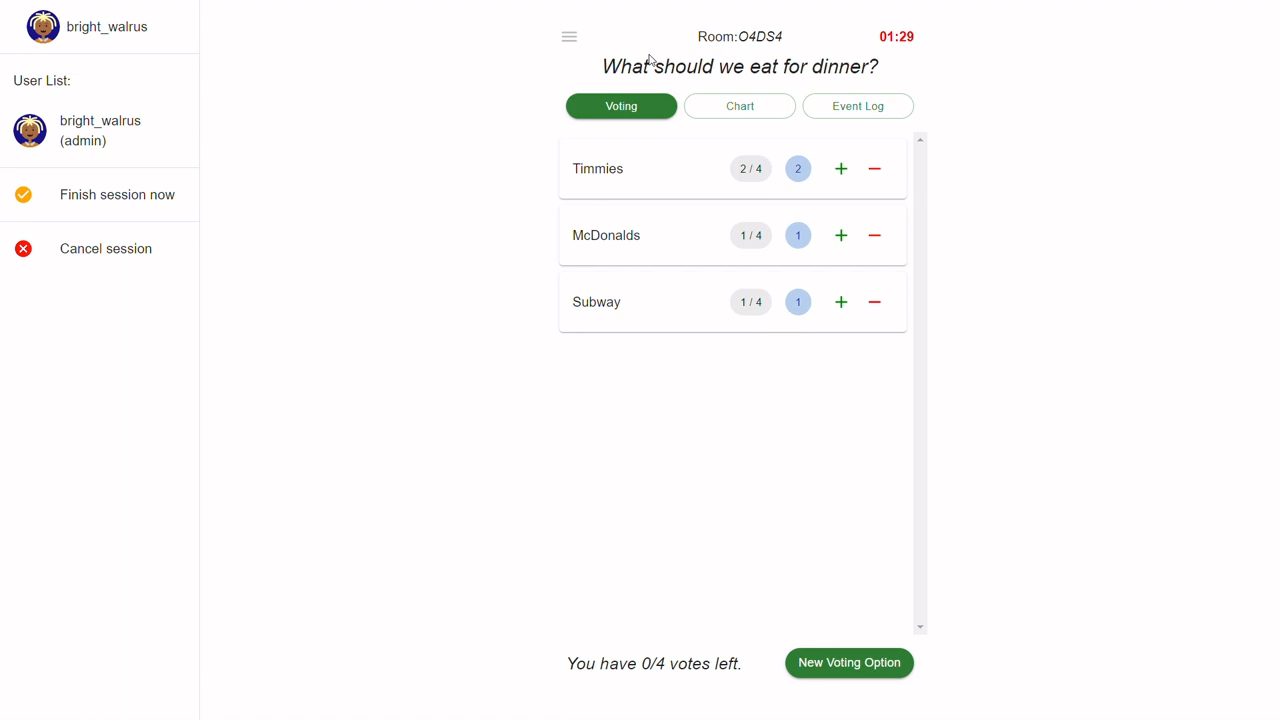 bright_walrus
User List:
bright_walrus
(admin)
Finish session now
Cancel session
Room:O4DS4
01:29
What should we eat for dinner?
Voting
Chart
Event Log
Timmies
2 / 4
2
McDonalds
1 / 4
1
Subway
1 / 4
1
You have 0/4 votes left.
New Voting Option